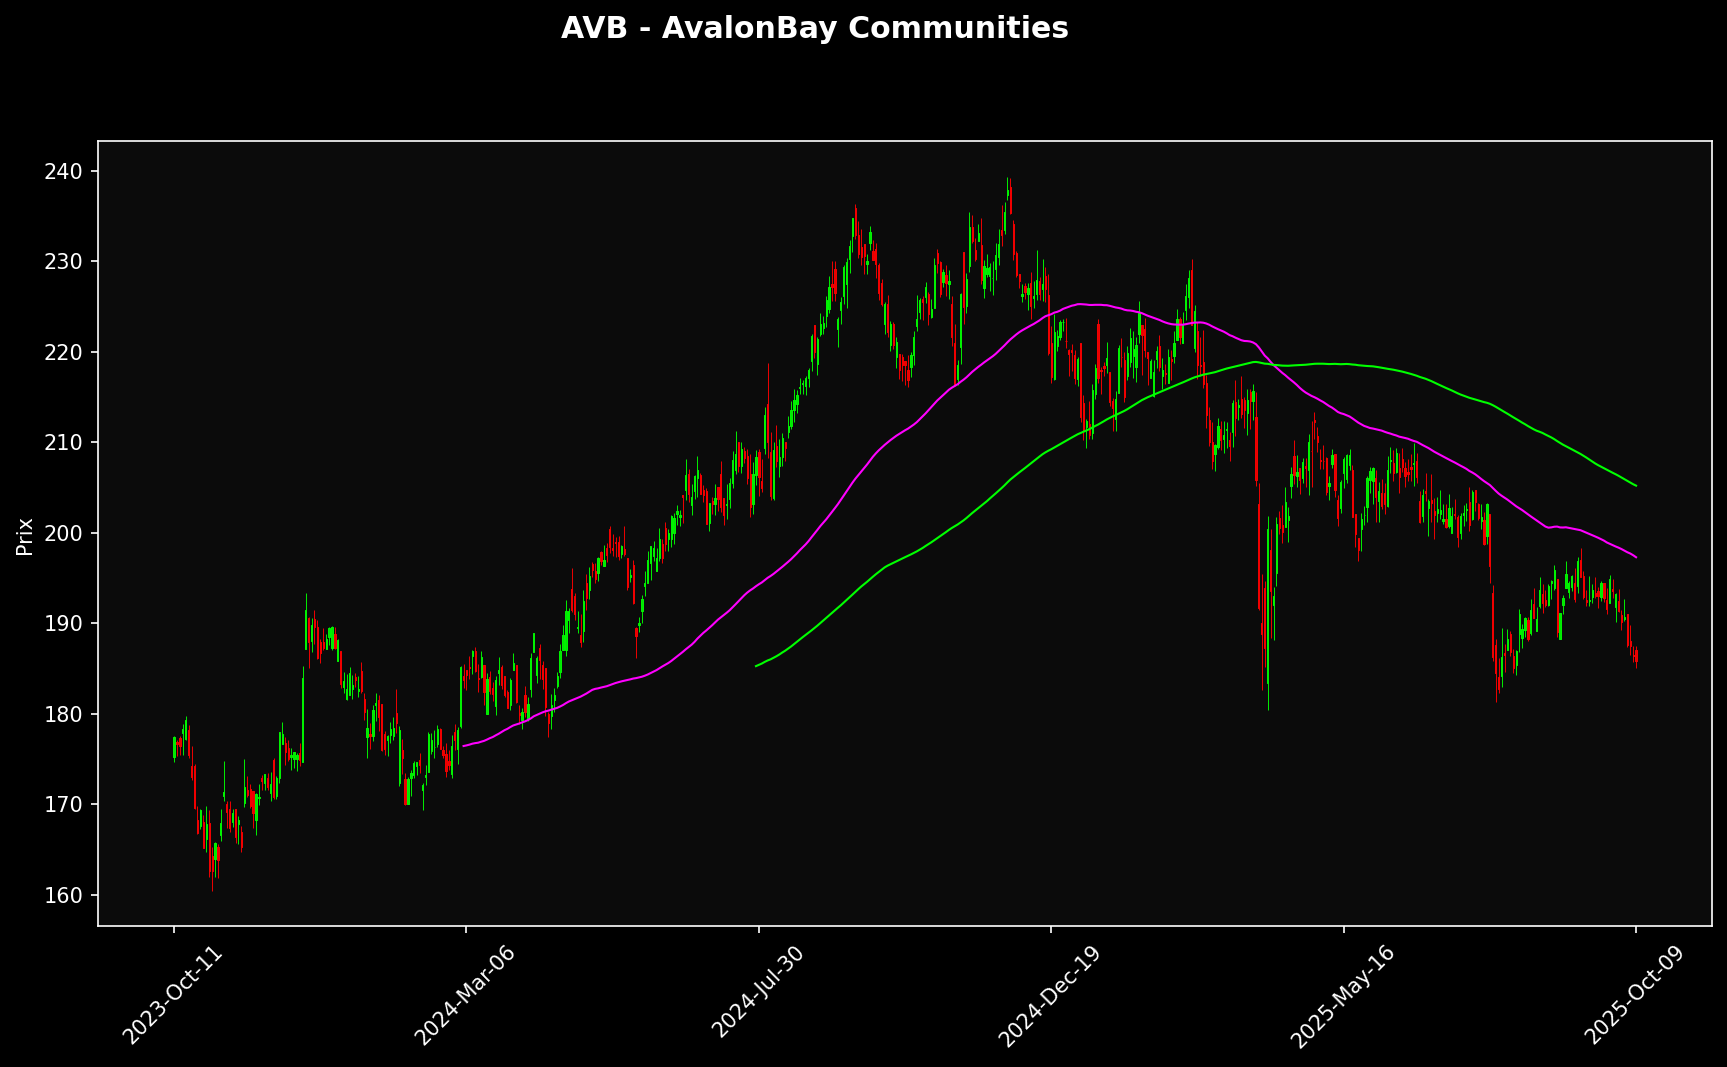 AVB - AvalonBay Communities
240
230
220
210
200
190
180
170
160
Prix
2023-Oct-11
2024-Mar-06
2024-Jul-30
2024-Dec-19
2025-May-16
2025-Oct-09